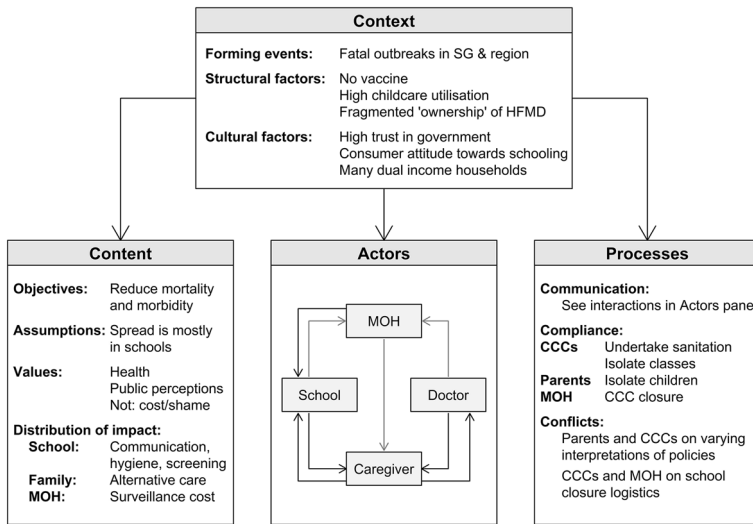 Context
Forming events: Fatal outbreaks in SG & region
Structural factors: No vaccine
High childcare utilisation
Fragmented 'ownership' of HFMD
Cultural factors: High trust in government
Consumer attitude towards schooling
Many dual income households
Content
Objectives: Reduce mortality
and morbidity
Assumptions: Spread is mostly
in schools
Values: Health
Public perceptions
Not: cost/shame
Distribution of impact:
School: Communication,
hygiene, screening
Family: Alternative care
MOH: Surveillance cost
Actors
MOH
School
Doctor
Caregiver
Processes
Communication:
See interactions in Actors pane
Compliance:
CCCs Undertake sanitation
Isolate classes
Parents Isolate children
MOH CCC closure
Conflicts:
Parents and CCCs on varying
interpretations of policies
CCCs and MOH on school
closure logistics